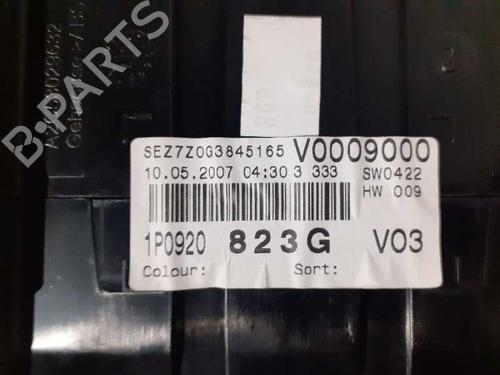 SEZ7Z0G3845165 V0009000
10.05.2007 04:30 3 333 SW0422
HW 009
1P0920 823G V03
Colour: Sort:
B-PARTS